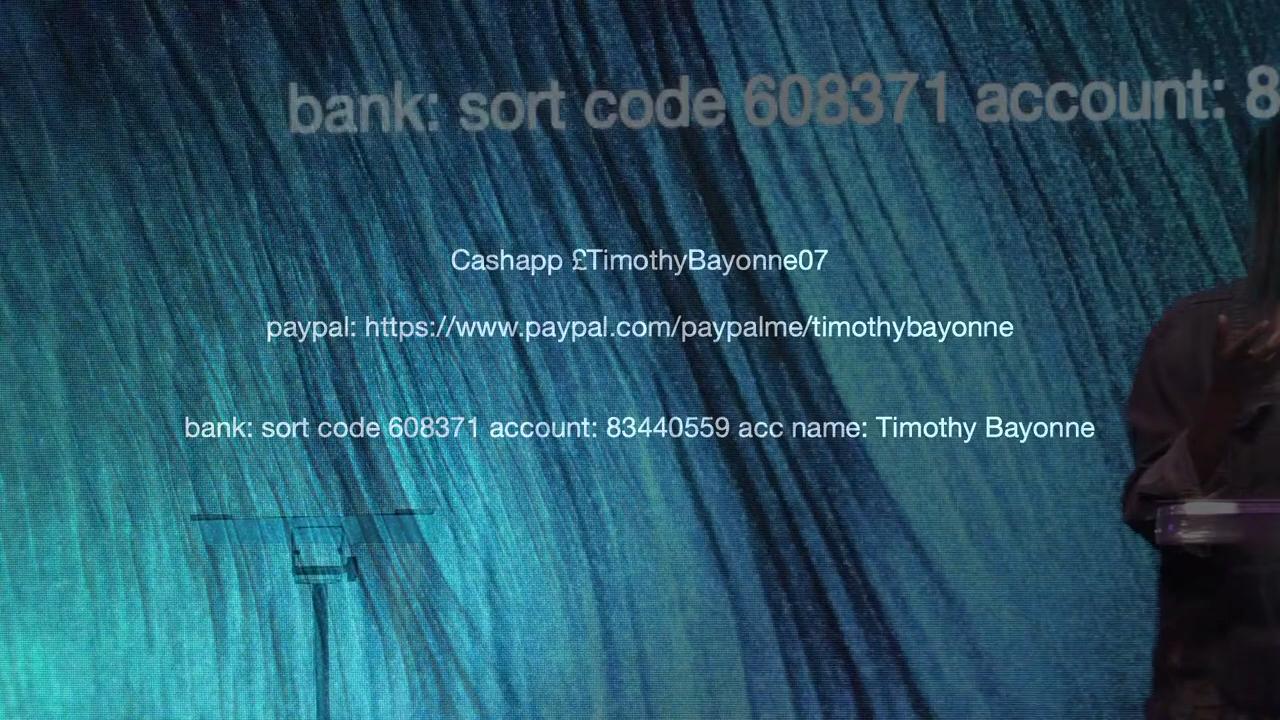 bank: sort code 608371 account: 8
Cashapp £TimothyBayonne07
paypal: https://www.paypal.com/paypalme/timothybayonne
bank: sort code 608371 account: 83440559 acc name: Timothy Bayonne